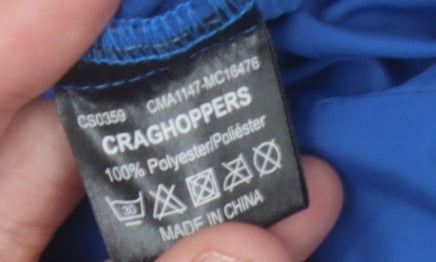 CS0359 CMA1147-MC16476
CRAGHOPPERS
100% Polyester/Poliéster
30
MADE IN CHINA